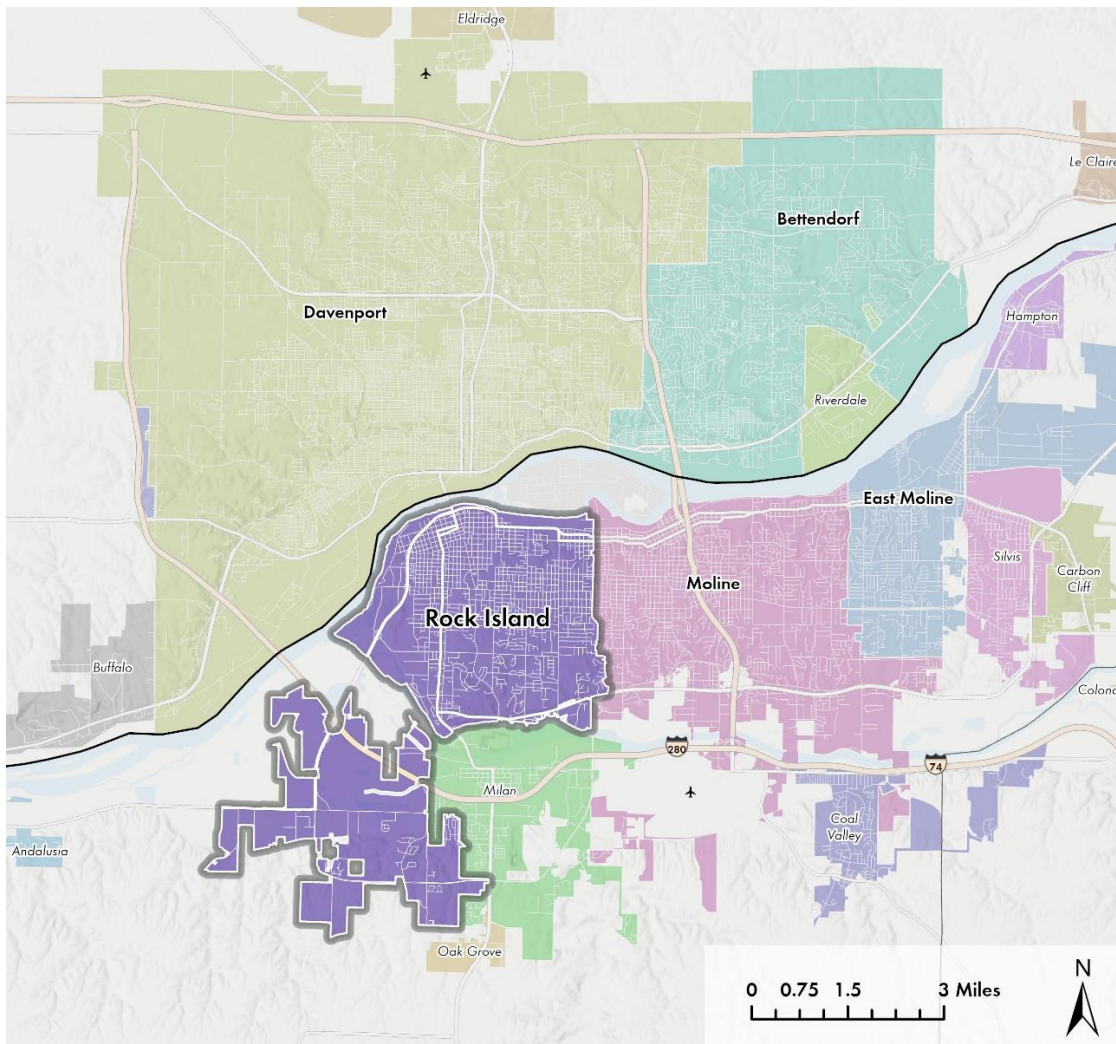 Eldridge
Le Claire
Bettendorf
Davenport
Hampton
Riverdale
East Moline
Silvis
Carbon
Cliff
Moline
Rock Island
Buffalo
Colona
280
74
Milan
Coal
Valley
Andalusia
Oak Grove
N
0 0.75 1.5 3 Miles